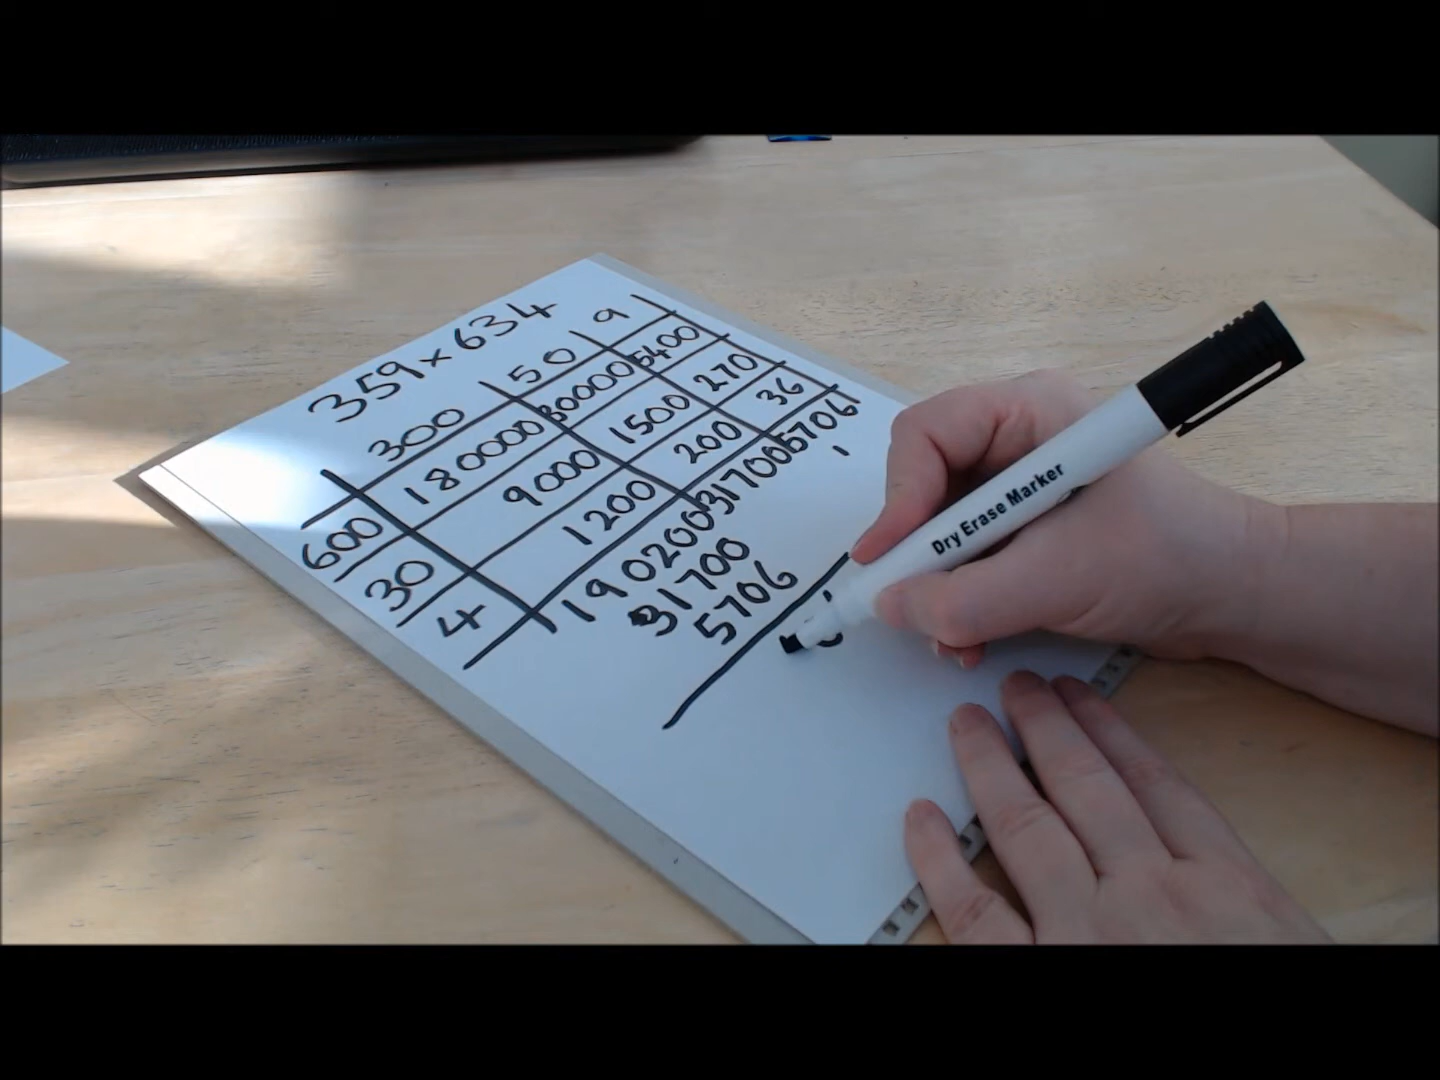 359 × 634
300 50 9
600 180000 30000 5400
30 9000 1500 270
4 1200 200 36
190200 31700 5706
1
31700
5706
Dry Erase Marker